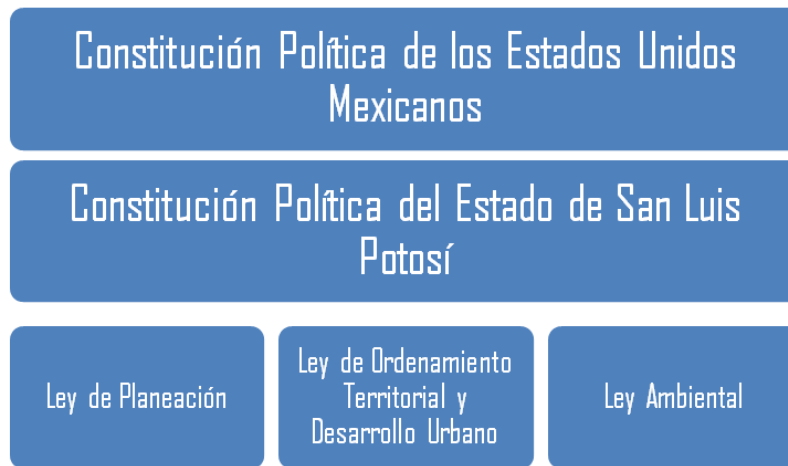 Constitución Política de los Estados Unidos
Mexicanos
Constitución Política del Estado de San Luis
Potosí
Ley de Planeación
Ley de Ordenamiento
Territorial y
Desarrollo Urbano
Ley Ambiental